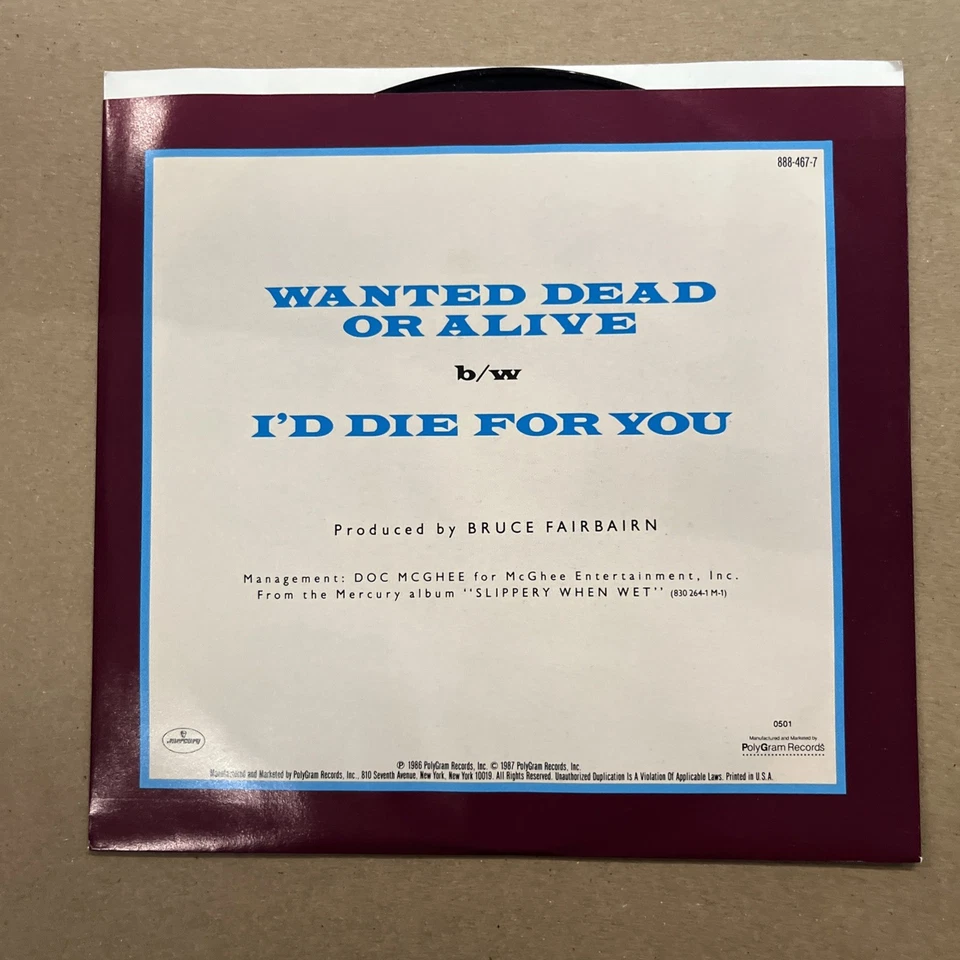 888-467-7
WANTED DEAD
OR ALIVE
b/w
I'D DIE FOR YOU
Produced by BRUCE FAIRBAIRN
Management: DOC MCGHEE for McGhee Entertainment, Inc.
From the Mercury album "SLIPPERY WHEN WET" (830 264-1 M-1)
0501
mercury
Manufactured and Marketed by
PolyGram Records
℗ 1986 PolyGram Records, Inc. © 1987 PolyGram Records, Inc.
Manufactured and Marketed by PolyGram Records, Inc., 810 Seventh Avenue, New York, New York 10019. All Rights Reserved. Unauthorized Duplication Is A Violation Of Applicable Laws. Printed in U.S.A.